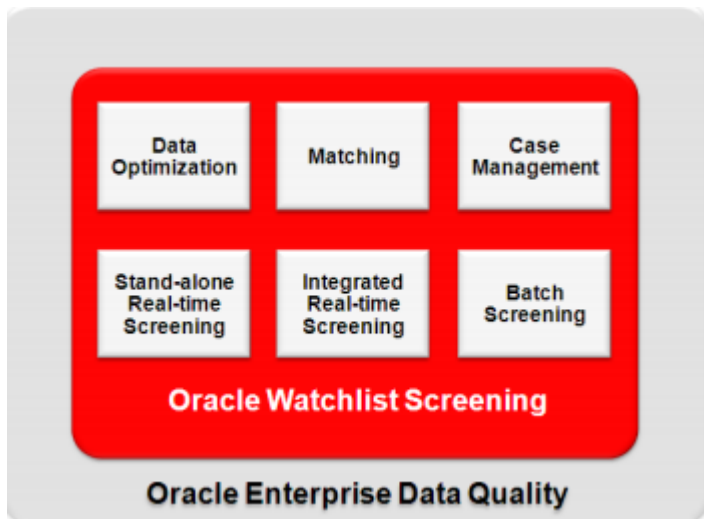 Data
Optimization
Matching
Case
Management
Stand-alone
Real-time
Screening
Integrated
Real-time
Screening
Batch
Screening
Oracle Watchlist Screening
Oracle Enterprise Data Quality